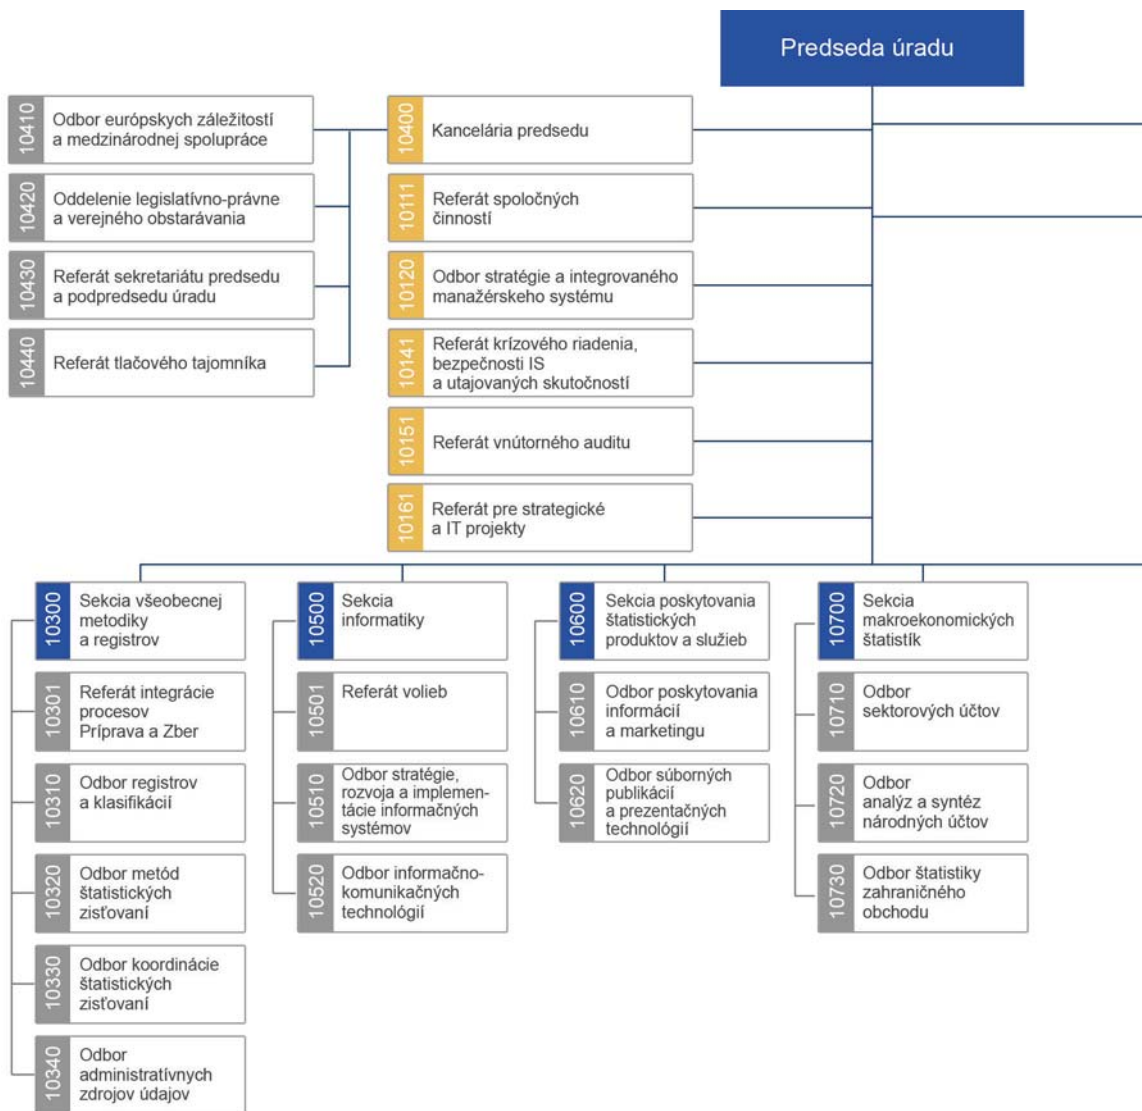 Predseda úradu
10410
Odbor európskych záležitostí
a medzinárodnej spolupráce
10420
Oddelenie legislatívno-právne
a verejného obstarávania
10430
Referát sekretariátu predsedu
a podpredsedu úradu
10440
Referát tlačového tajomníka
10400
Kancelária predsedu
10111
Referát spoločných
činností
10120
Odbor stratégie a integrovaného
manažérskeho systému
10141
Referát krízového riadenia,
bezpečnosti IS
a utajovaných skutočností
10151
Referát vnútorného auditu
10161
Referát pre strategické
a IT projekty
10300
Sekcia všeobecnej
metodiky
a registrov
10301
Referát integrácie
procesov
Príprava a Zber
10310
Odbor registrov
a klasifikácií
10320
Odbor metód
štatistických
zisťovaní
10330
Odbor koordinácie
štatistických
zisťovaní
10340
Odbor
administratívnych
zdrojov údajov
10500
Sekcia
informatiky
10501
Referát volieb
10510
Odbor stratégie,
rozvoja a implemen-
tácie informačných
systémov
10520
Odbor informačno-
komunikačných
technológií
10600
Sekcia poskytovania
štatistických
produktov a služieb
10610
Odbor poskytovania
informácií
a marketingu
10620
Odbor súborných
publikácií
a prezentačných
technológií
10700
Sekcia
makroekonomických
štatistík
10710
Odbor
sektorových účtov
10720
Odbor
analýz a syntéz
národných účtov
10730
Odbor štatistiky
zahraničného
obchodu